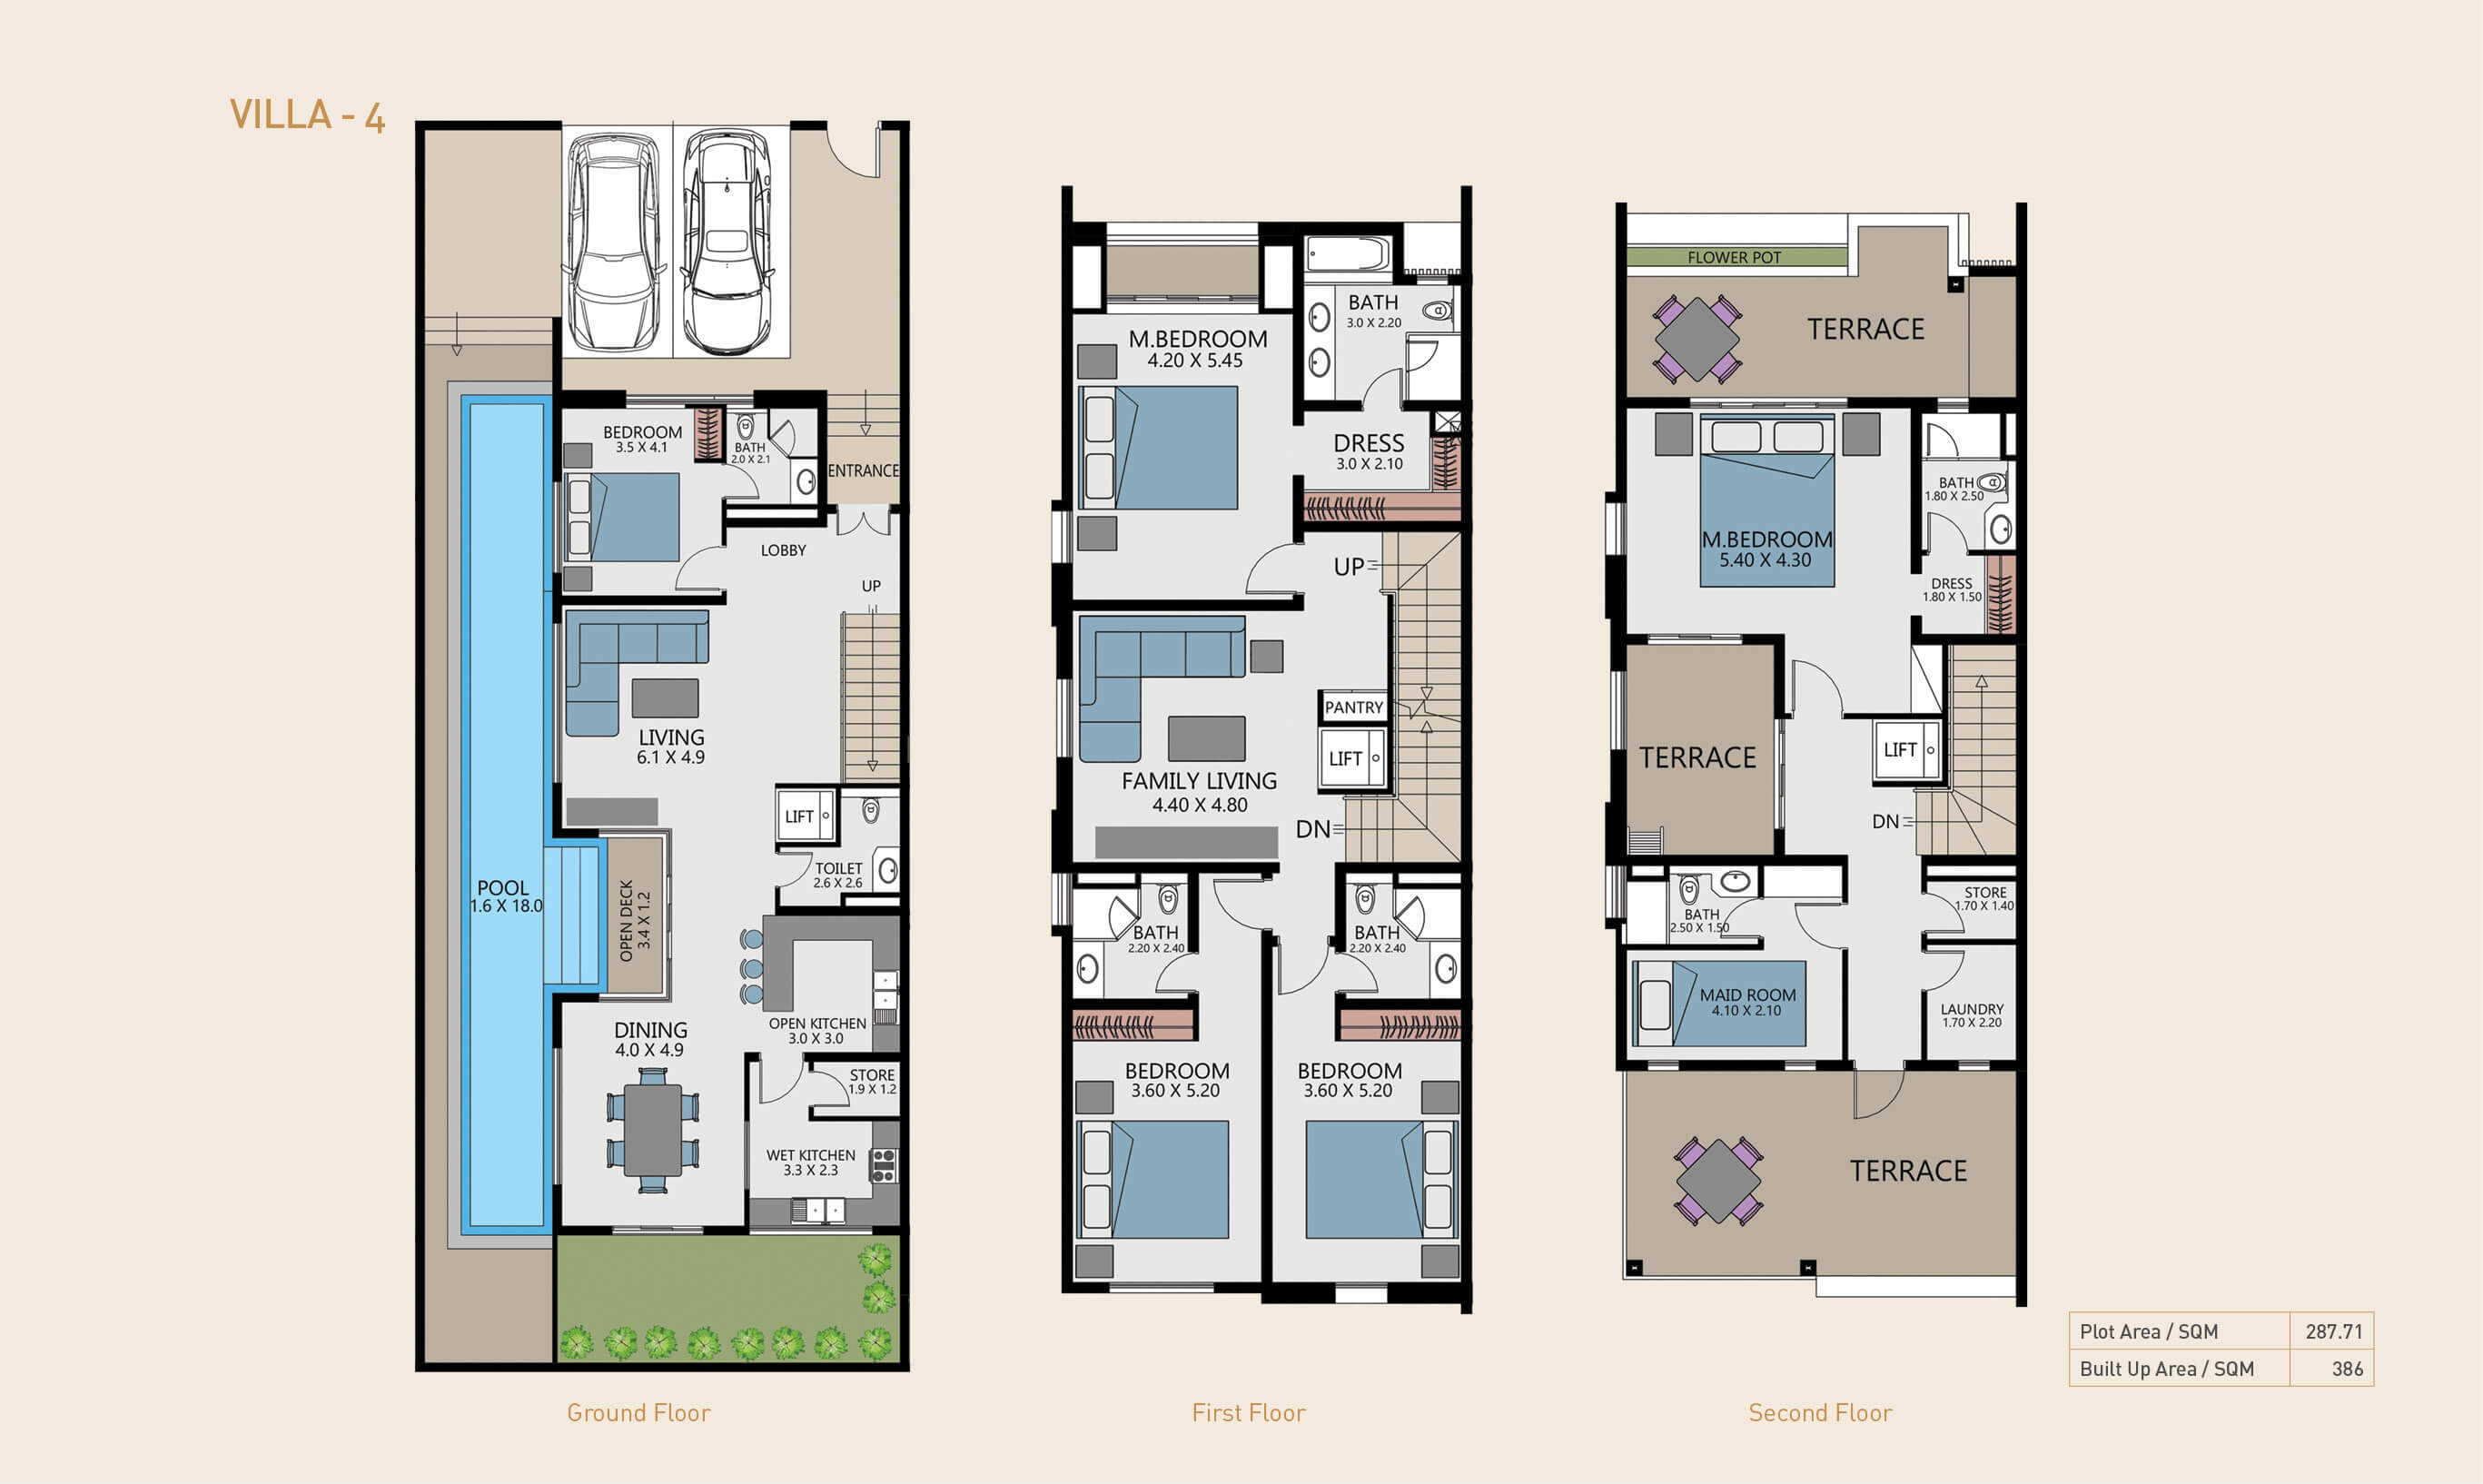 VILLA - 4
BEDROOM
3.5 X 4.1
BATH
2.0 X 2.1
ENTRANCE
LOBBY
UP
LIVING
6.1 X 4.9
LIFT
TOILET
2.6 X 2.6
POOL
1.6 X 18.0
OPEN DECK
3.4 X 1.2
DINING
4.0 X 4.9
OPEN KITCHEN
3.0 X 3.0
STORE
1.9 X 1.2
WET KITCHEN
3.3 X 2.3
Ground Floor
BATH
3.0 X 2.20
M.BEDROOM
4.20 X 5.45
DRESS
3.0 X 2.10
UP
PANTRY
LIFT
FAMILY LIVING
4.40 X 4.80
DN
BATH
2.20 X 2.40
BATH
2.20 X 2.40
BEDROOM
3.60 X 5.20
BEDROOM
3.60 X 5.20
First Floor
FLOWER POT
TERRACE
BATH
1.80 X 2.50
M.BEDROOM
5.40 X 4.30
DRESS
1.80 X 1.50
TERRACE
LIFT
DN
STORE
1.70 X 1.40
BATH
2.50 X 1.50
MAID ROOM
4.10 X 2.10
LAUNDRY
1.70 X 2.20
TERRACE
Second Floor
Plot Area / SQM 287.71
Built Up Area / SQM 386